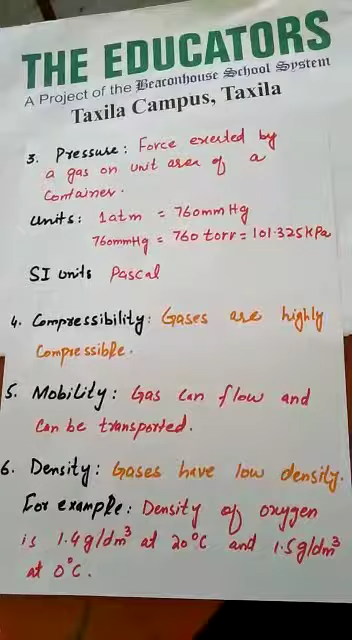 THE EDUCATORS
A Project of the Beaconhouse School System
Taxila Campus, Taxila
3. Pressure: Force exerted by
a gas on unit area of a
Container.
Units: 1atm = 760mmHg
760mmHg = 760 torr = 101.325kPa
SI units Pascal
4. Compressibility: Gases are highly
Compressible.
5. Mobility: Gas can flow and
Can be transported.
6. Density: Gases have low density.
For example: Density of oxygen
is 1.4g/dm³ at 20°C and 1.5g/dm³
at 0°C.